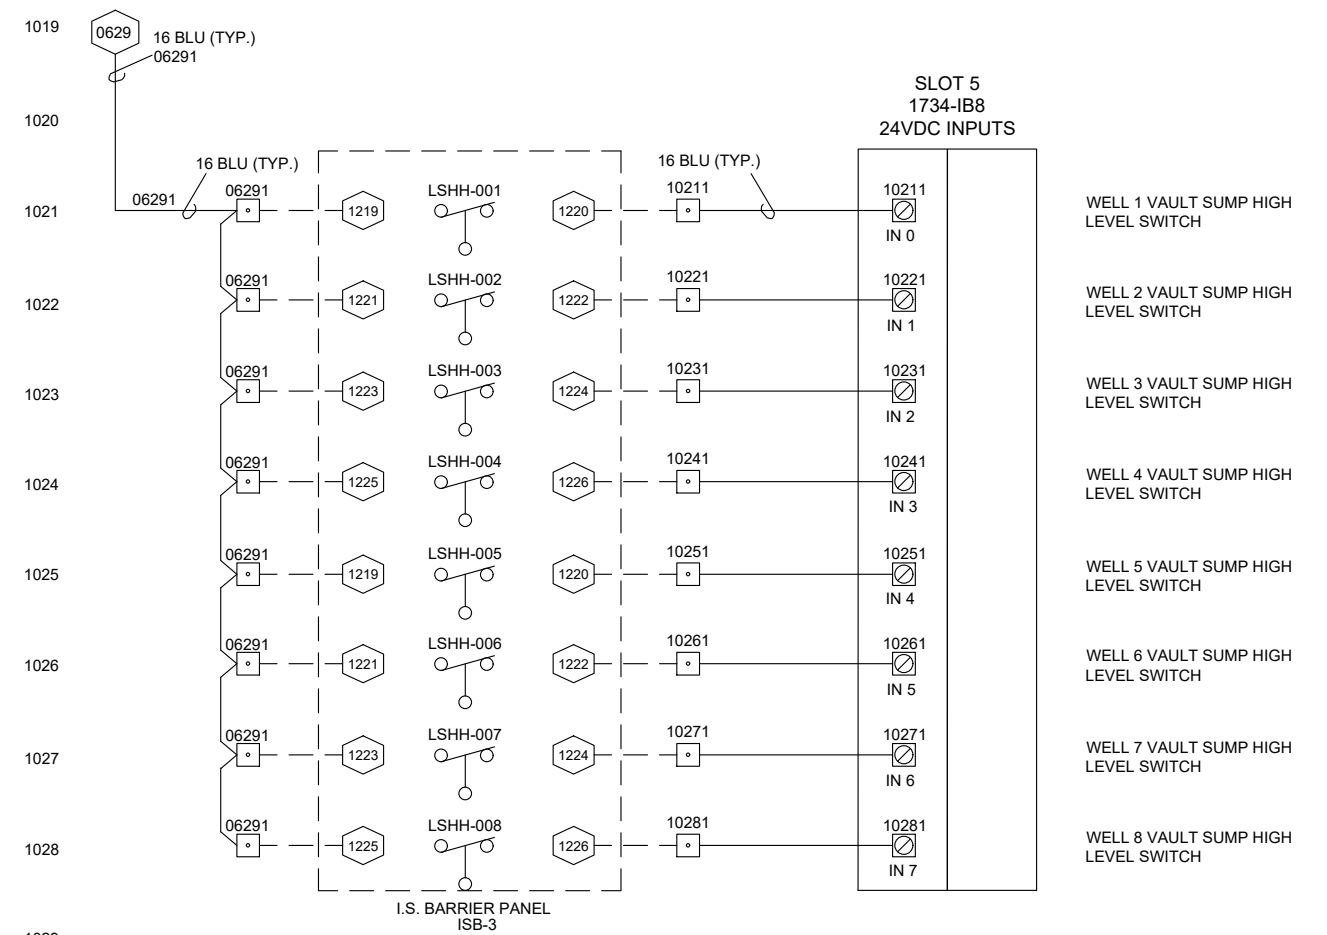 1019
0629
16 BLU (TYP.)
06291
SLOT 5
1734-IB8
24VDC INPUTS
1020
16 BLU (TYP.)
16 BLU (TYP.)
1021
06291
06291
1219
LSHH-001
1220
10211
10211
IN 0
WELL 1 VAULT SUMP HIGH
LEVEL SWITCH
1022
06291
1221
LSHH-002
1222
10221
10221
IN 1
WELL 2 VAULT SUMP HIGH
LEVEL SWITCH
1023
06291
1223
LSHH-003
1224
10231
10231
IN 2
WELL 3 VAULT SUMP HIGH
LEVEL SWITCH
1024
06291
1225
LSHH-004
1226
10241
10241
IN 3
WELL 4 VAULT SUMP HIGH
LEVEL SWITCH
1025
06291
1219
LSHH-005
1220
10251
10251
IN 4
WELL 5 VAULT SUMP HIGH
LEVEL SWITCH
1026
06291
1221
LSHH-006
1222
10261
10261
IN 5
WELL 6 VAULT SUMP HIGH
LEVEL SWITCH
1027
06291
1223
LSHH-007
1224
10271
10271
IN 6
WELL 7 VAULT SUMP HIGH
LEVEL SWITCH
1028
06291
1225
LSHH-008
1226
10281
10281
IN 7
WELL 8 VAULT SUMP HIGH
LEVEL SWITCH
I.S. BARRIER PANEL
ISB-3